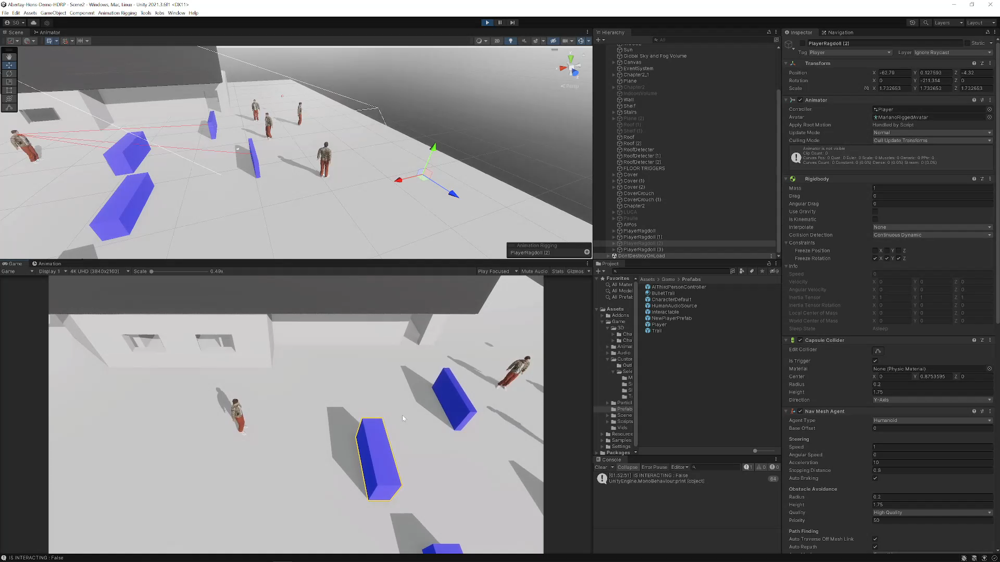 Abertay-Hons-Demo-HDRP - Scene2 - Windows, Mac, Linux - Unity 2021.3.6f1 <DX11>
File Edit Assets GameObject Component Animation Rigging Tools Jobs Window Help
SG Layers Layout
Scene Animator
2D
Persp
Animation Rigging
PlayerRagdoll (2)
Game Animation
Game Display 1 4K UHD (3840x2160) Scale 0.49x Play Focused Mute Audio Stats Gizmos
Hierarchy
All
Sun
Global Sky and Fog Volume
Canvas
EventSystem
Chapter2_1
Plane
Chapter2
IndoorsVolume
Wall
Shelf
Stairs
Plane (2)
Roof (1)
Shelf (1)
Roof
Roof (2)
RoofDetecter
RoofDetecter (1)
RoofDetecter (2)
FLOOR TRIGGERS
Cover
Cover (1)
Cover (2)
CoverCrouch
CoverCrouch (1)
Chapter2
LUCA
Paulie
AIPos
PlayerRagdoll
PlayerRagdoll (1)
PlayerRagdoll (2)
PlayerRagdoll (3)
DontDestroyOnLoad
Project
9
Favorites
All Mater
All Model
All Prefab
Assets
Addons
Game
3D
Cha
Cha
Animat
Audio
Custor
Outl
Sele
M
S
T
Particl
Prefab
Scene
Scripts
Vids
Resource
Samples
Settings
Packages
Assets > Game > Prefabs
AIThirdPersonController
BulletTrail
CharacterDefault
HumanAudioSource
Interactable
NewPlayerPrefab
Player
Trail
Console
Clear Collapse Error Pause Editor 1 0 0
[01:52:51] IS INTERACTING : False
UnityEngine.MonoBehaviour:print (object)
64
Inspector Navigation
PlayerRagdoll (2) Static
Tag Player Layer Ignore Raycast
Transform
Position X -62.79 Y 0.127593 Z -4.32
Rotation X 0 Y -211.314 Z 0
Scale X 1.732653 Y 1.732653 Z 1.732653
Animator
Controller Player
Avatar MarianoRiggedAvatar
Apply Root Motion Handled by Script
Update Mode Normal
Culling Mode Cull Update Transforms
Animator is not visible
Clip Count: 0
Curves Pos: 0 Quat: 0 Euler: 0 Scale: 0 Muscles: 0 Generic: 0 PPtr: 0
Curves Count: 0 Constant: 0 (0.0%) Dense: 0 (0.0%) Stream: 0 (0.0%)
Rigidbody
Mass 1
Drag 0
Angular Drag 0
Use Gravity
Is Kinematic
Interpolate None
Collision Detection Continuous Dynamic
Constraints
Freeze Position X Y Z
Freeze Rotation X Y Z
Info
Speed 0
Velocity X 0 Y 0 Z 0
Angular Velocity X 0 Y 0 Z 0
Inertia Tensor X 1 Y 1 Z 1
Inertia Tensor Rotation X 0 Y 0 Z 0
Local Center of Mass X 0 Y 0 Z 0
World Center of Mass X 0 Y 0 Z 0
Sleep State Asleep
Capsule Collider
Edit Collider
Is Trigger
Material None (Physic Material)
Center X 0 Y 0.8753595 Z 0
Radius 0.2
Height 1.75
Direction Y-Axis
Nav Mesh Agent
Agent Type Humanoid
Base Offset 0
Steering
Speed 1
Angular Speed 0
Acceleration 10
Stopping Distance 0.8
Auto Braking
Obstacle Avoidance
Radius 0.2
Height 1.75
Quality High Quality
Priority 50
Path Finding
Auto Traverse Off Mesh Link
Auto Repath
IS INTERACTING : False